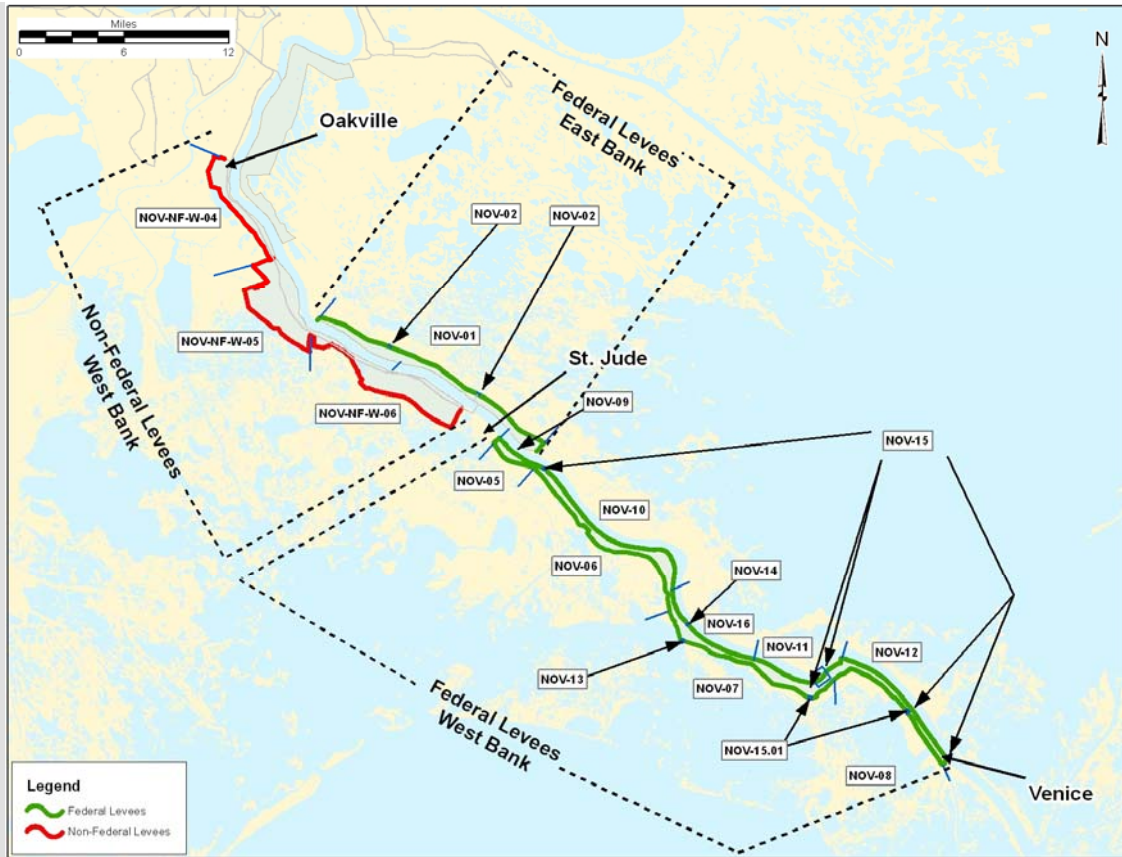 Miles
0 6 12
N
Oakville
Federal Levees
East Bank
NOV-NF-W-04
NOV-02
NOV-02
Non-Federal Levees
West Bank
NOV-NF-W-05
NOV-01
St. Jude
NOV-NF-W-06
NOV-09
NOV-15
NOV-05
NOV-10
NOV-06
NOV-14
NOV-16
NOV-11
NOV-12
NOV-13
NOV-07
Federal Levees
West Bank
NOV-15.01
NOV-08
Venice
Legend
Federal Levees
Non-Federal Levees